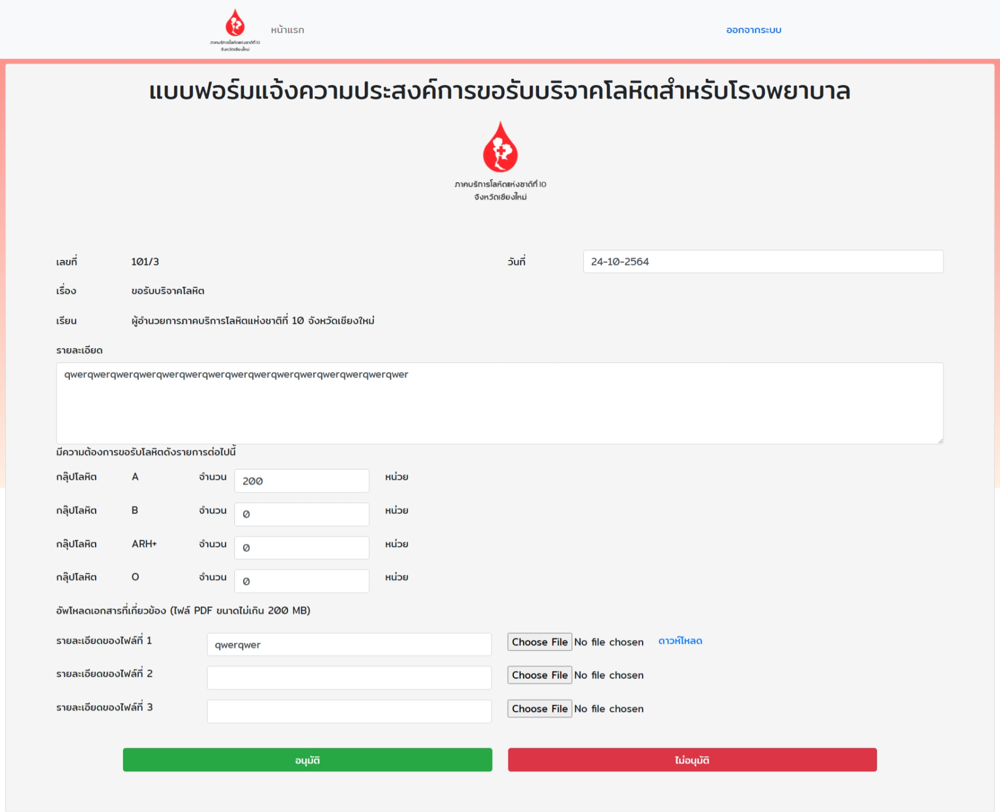 ภาคบริการโลหิตแห่งชาติที่ 10
จังหวัดเชียงใหม่
หน้าแรก
ออกจากระบบ
แบบฟอร์มแจ้งความประสงค์การขอรับบริจาคโลหิตสำหรับโรงพยาบาล
ภาคบริการโลหิตแห่งชาติที่ 10
จังหวัดเชียงใหม่
เลขที่ 101/3 วันที่ 24-10-2564
เรื่อง ขอรับบริจาคโลหิต
เรียน ผู้อำนวยการภาคบริการโลหิตแห่งชาติที่ 10 จังหวัดเชียงใหม่
รายละเอียด
qwerqwerqwerqwerqwerqwerqwerqwerqwerqwerqwerqwerqwerqwerqwer
มีความต้องการขอรับโลหิตดังรายการต่อไปนี้
กลุ๊ปโลหิต A จำนวน 200 หน่วย
กลุ๊ปโลหิต B จำนวน 0 หน่วย
กลุ๊ปโลหิต ARH+ จำนวน 0 หน่วย
กลุ๊ปโลหิต O จำนวน 0 หน่วย
อัพโหลดเอกสารที่เกี่ยวข้อง (ไฟล์ PDF ขนาดไม่เกิน 200 MB)
รายละเอียดของไฟล์ที่ 1 qwerqwer Choose File No file chosen ดาวห์โหลด
รายละเอียดของไฟล์ที่ 2 Choose File No file chosen
รายละเอียดของไฟล์ที่ 3 Choose File No file chosen
อนุมัติ ไม่อนุมัติ